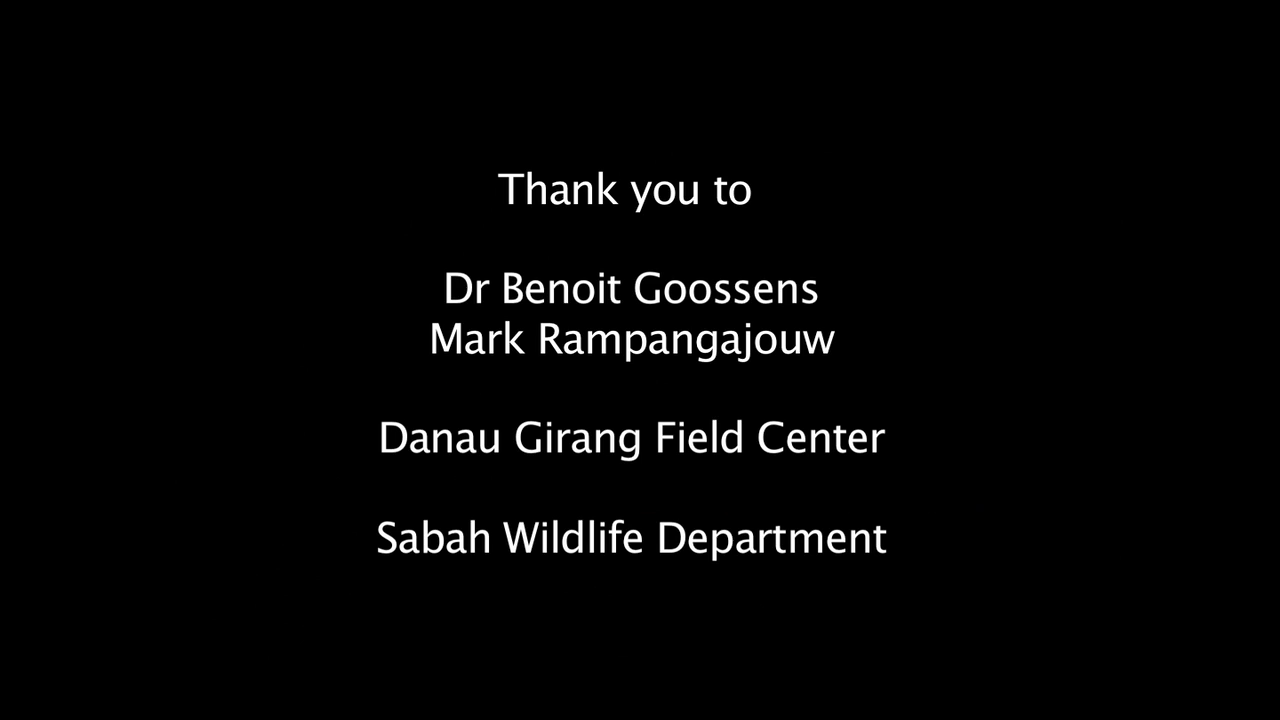 Thank you to
Dr Benoit Goossens
Mark Rampangajouw
Danau Girang Field Center
Sabah Wildlife Department